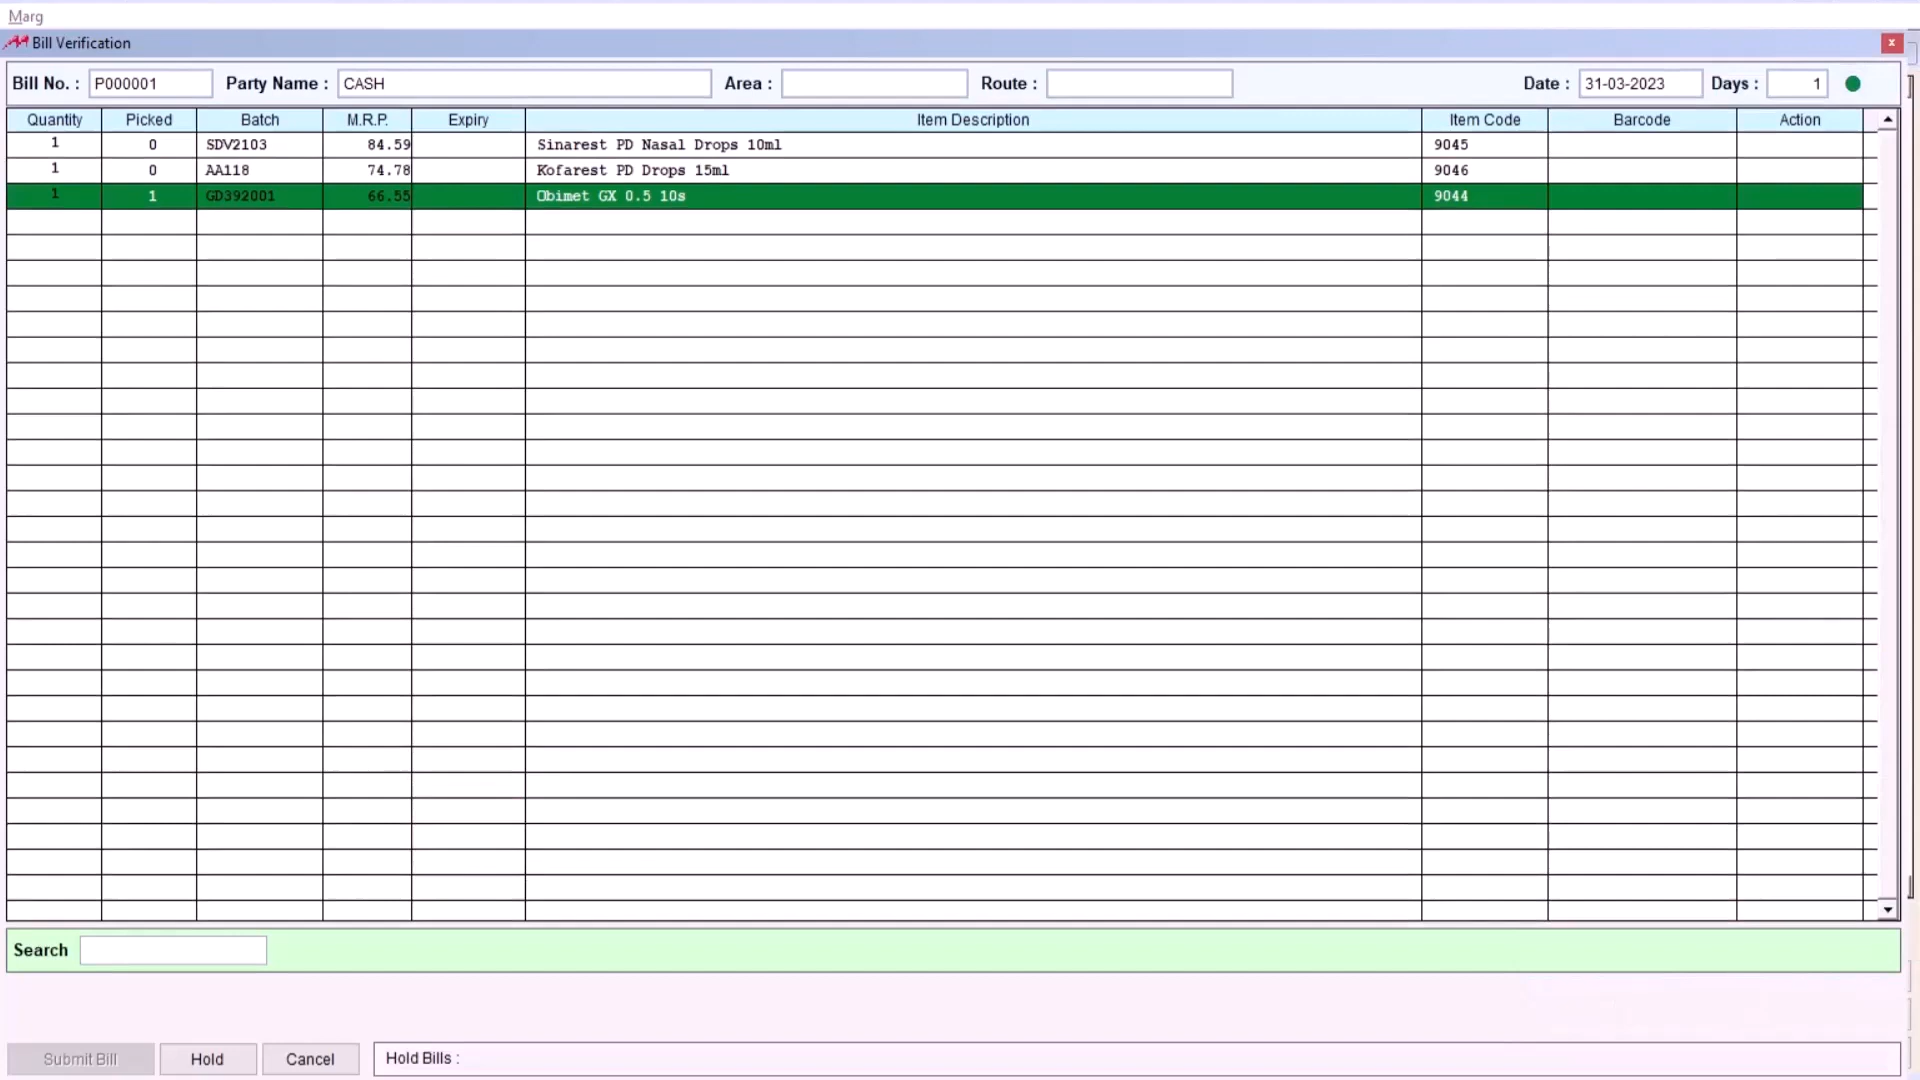 Marg
Bill Verification
Bill No. : P000001 Party Name : CASH Area : Route : Date : 31-03-2023 Days : 1
Quantity Picked Batch M.R.P. Expiry Item Description Item Code Barcode Action
1 0 SDV2103 84.59 Sinarest PD Nasal Drops 10ml 9045
1 0 AA118 74.78 Kofarest PD Drops 15ml 9046
1 1 GD392001 66.55 Obimet GX 0.5 10s 9044
Search
Submit Bill Hold Cancel Hold Bills :